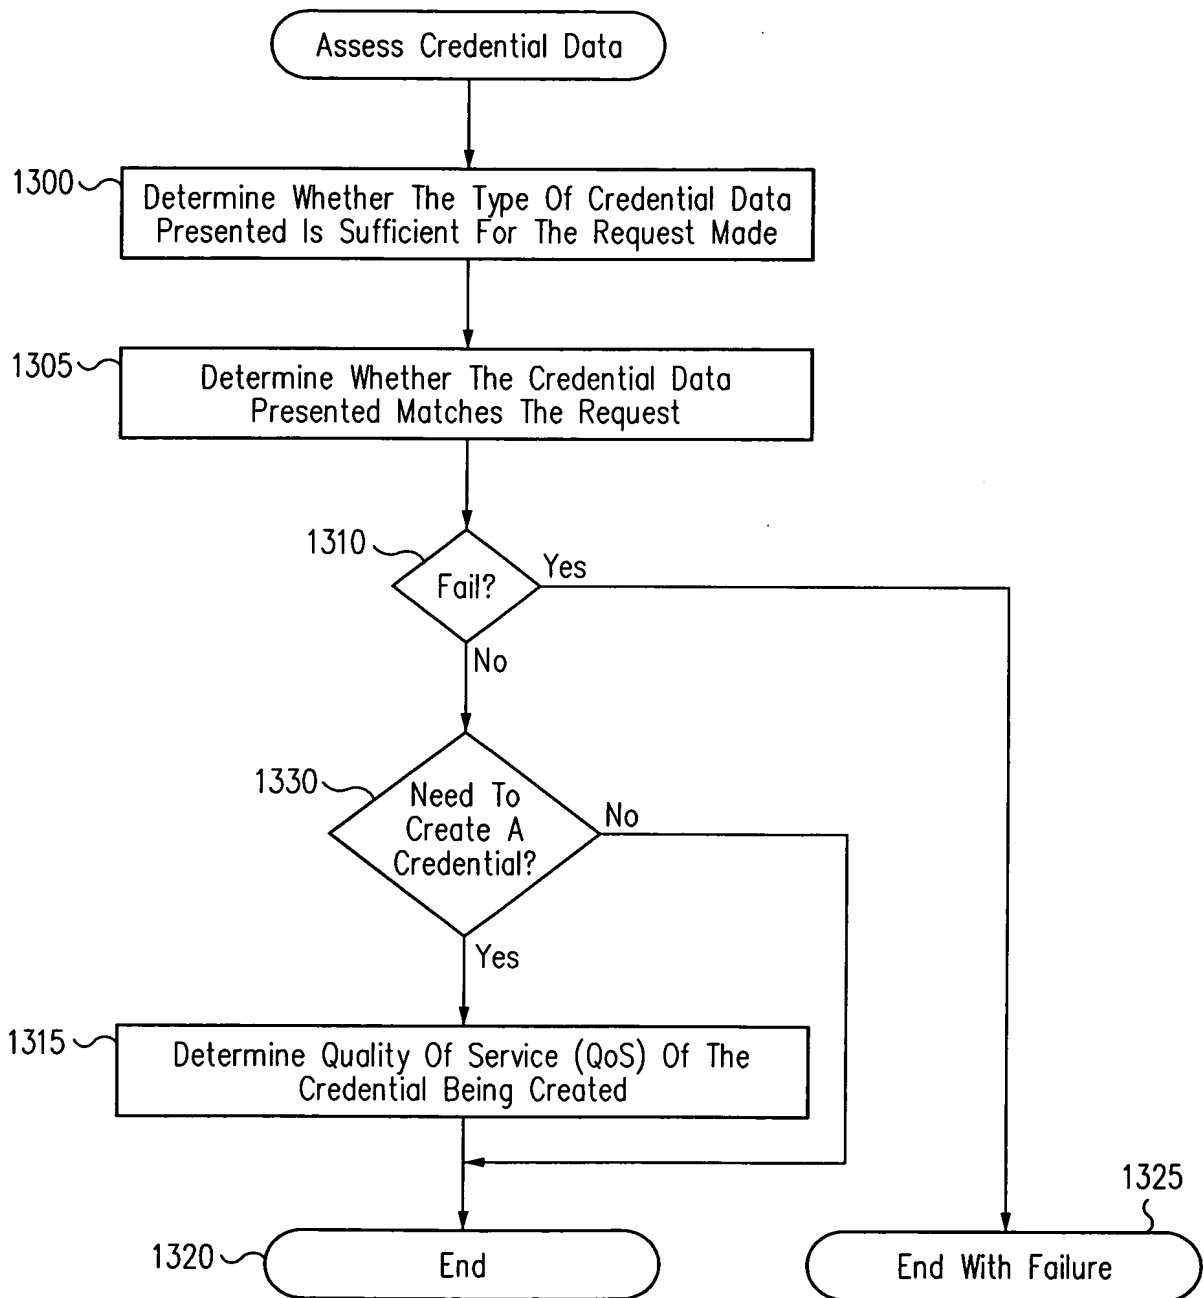 Assess Credential Data
1300
Determine Whether The Type Of Credential Data
Presented Is Sufficient For The Request Made
1305
Determine Whether The Credential Data
Presented Matches The Request
1310
Fail?
Yes
No
1330
Need To
Create A
Credential?
No
Yes
1315
Determine Quality Of Service (QoS) Of The
Credential Being Created
1320
End
1325
End With Failure